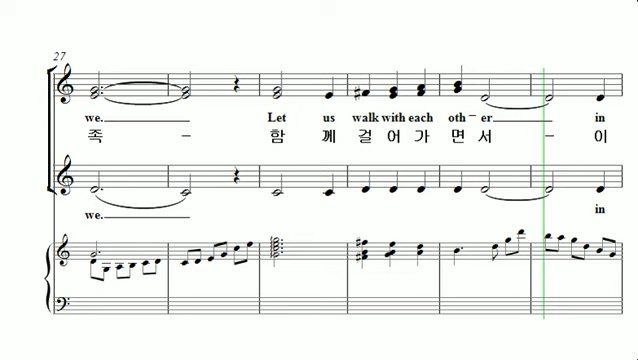 27
we. Let us walk with each oth - er in
족 - 함 께 걸 어 가 면 서 - 이
we. in